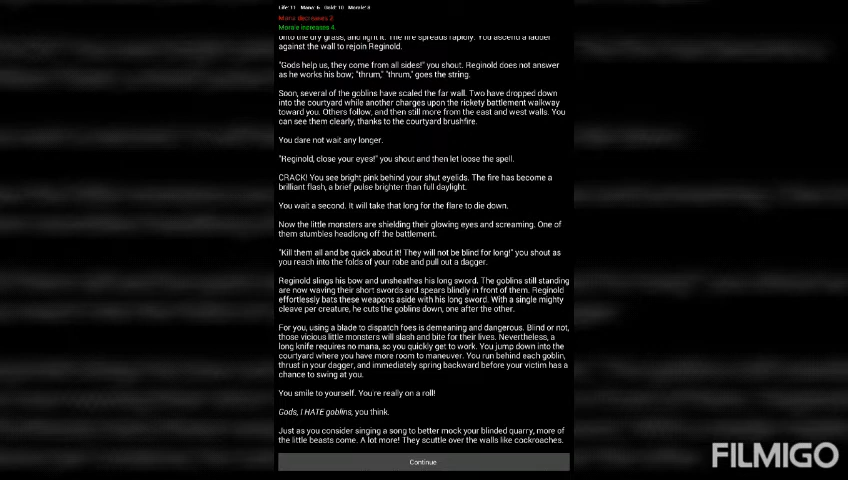 Life: 11 Mana: 6 Gold: 10 Morale: 8
Mana decreases 2.
Morale increases 4.
onto the dry grass, and light it. The fire spreads rapidly. You ascend a ladder
against the wall to rejoin Reginold.
"Gods help us, they come from all sides!" you shout. Reginold does not answer
as he works his bow; "thrum," "thrum," goes the string.
Soon, several of the goblins have scaled the far wall. Two have dropped down
into the courtyard while another charges upon the rickety battlement walkway
toward you. Others follow, and then still more from the east and west walls. You
can see them clearly, thanks to the courtyard brushfire.
You dare not wait any longer.
"Reginold, close your eyes!" you shout and then let loose the spell.
CRACK! You see bright pink behind your shut eyelids. The fire has become a
brilliant flash, a brief pulse brighter than full daylight.
You wait a second. It will take that long for the flare to die down.
Now the little monsters are shielding their glowing eyes and screaming. One of
them stumbles headlong off the battlement.
"Kill them all and be quick about it! They will not be blind for long!" you shout as
you reach into the folds of your robe and pull out a dagger.
Reginold slings his bow and unsheathes his long sword. The goblins still standing
are now waving their short swords and spears blindly in front of them. Reginold
effortlessly bats these weapons aside with his long sword. With a single mighty
cleave per creature, he cuts the goblins down, one after the other.
For you, using a blade to dispatch foes is demeaning and dangerous. Blind or not,
those vicious little monsters will slash and bite for their lives. Nevertheless, a
long knife requires no mana, so you quickly get to work. You jump down into the
courtyard where you have more room to maneuver. You run behind each goblin,
thrust in your dagger, and immediately spring backward before your victim has a
chance to swing at you.
You smile to yourself. You're really on a roll!
Gods, I HATE goblins, you think.
Just as you consider singing a song to better mock your blinded quarry, more of
the little beasts come. A lot more! They scuttle over the walls like cockroaches.
Continue
FILMIGO